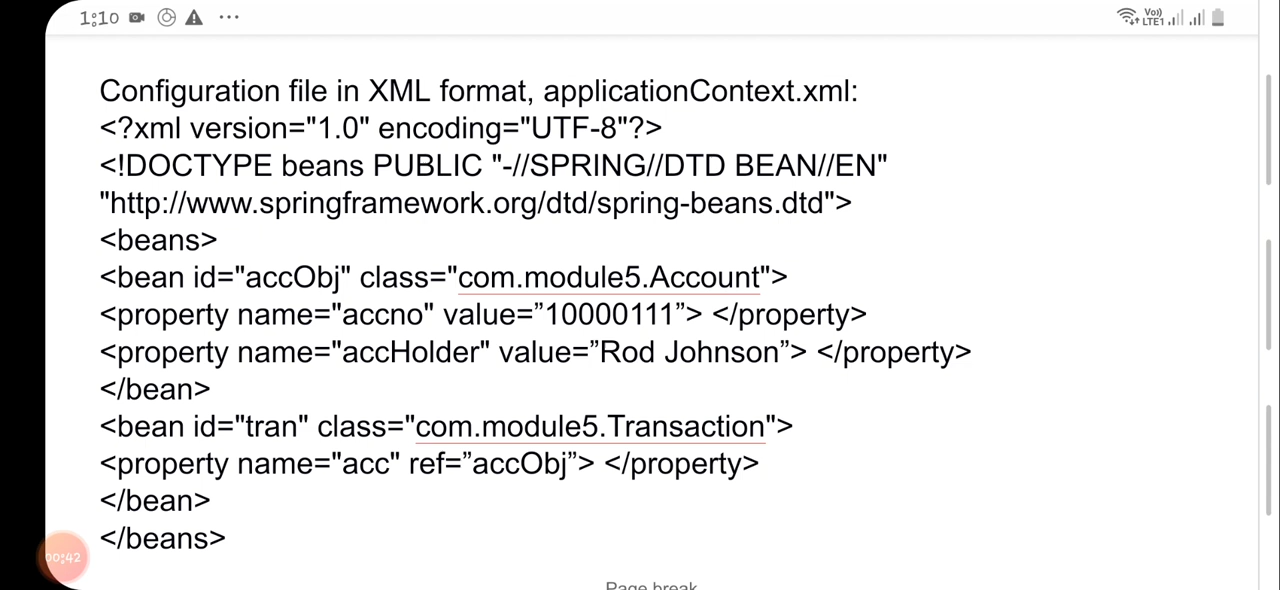 1:10
Vo)
LTE1
Configuration file in XML format, applicationContext.xml:
<?xml version="1.0" encoding="UTF-8"?>
<!DOCTYPE beans PUBLIC "-//SPRING//DTD BEAN//EN"
"http://www.springframework.org/dtd/spring-beans.dtd">
<beans>
<bean id="accObj" class="com.module5.Account">
<property name="accno" value=”10000111”> </property>
<property name="accHolder" value=”Rod Johnson”> </property>
</bean>
<bean id="tran" class="com.module5.Transaction">
<property name="acc" ref=”accObj”> </property>
</bean>
</beans>
00:42
Page break